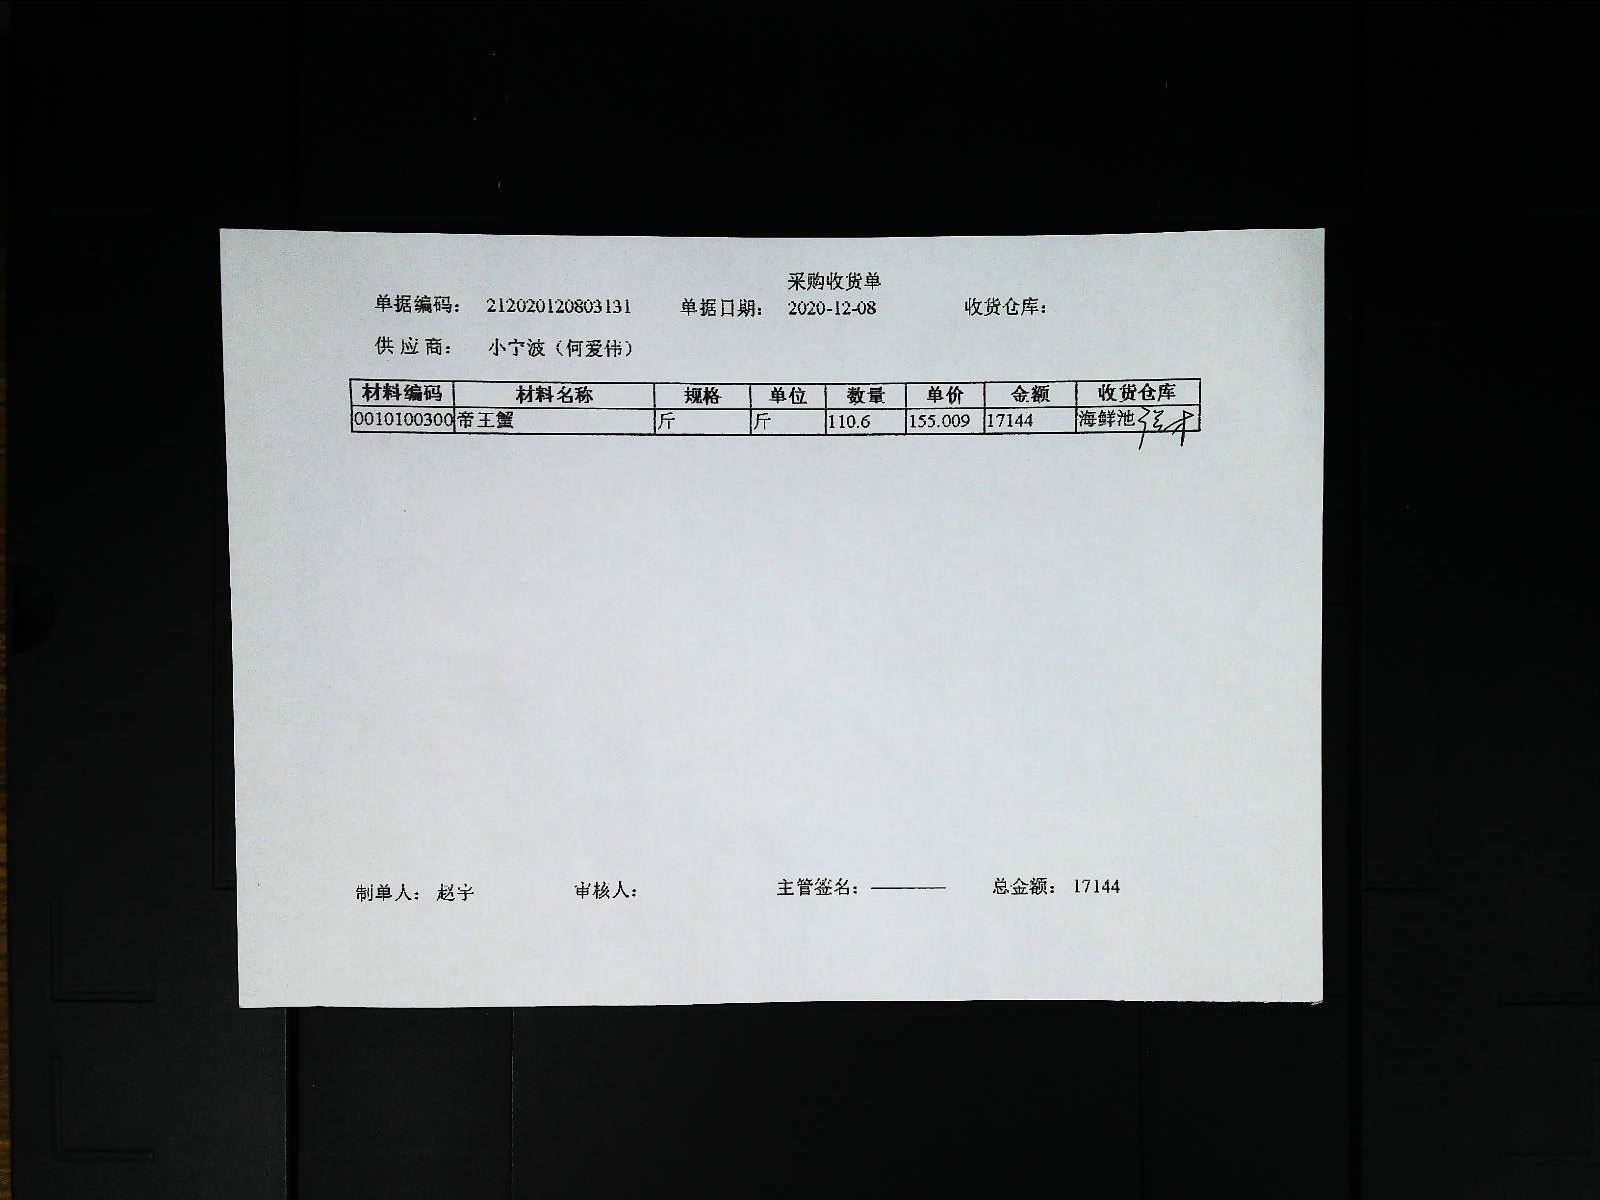 采购收货单
单据编码： 212020120803131 单据日期： 2020-12-08 收货仓库：
供应商： 小宁波（何爱伟）
材料编码 材料名称 规格 单位 数量 单价 金额 收货仓库
0010100300 帝王蟹 斤 斤 110.6 155.009 17144 海鲜池
制单人： 赵宇 审核人： 主管签名： 总金额： 17144